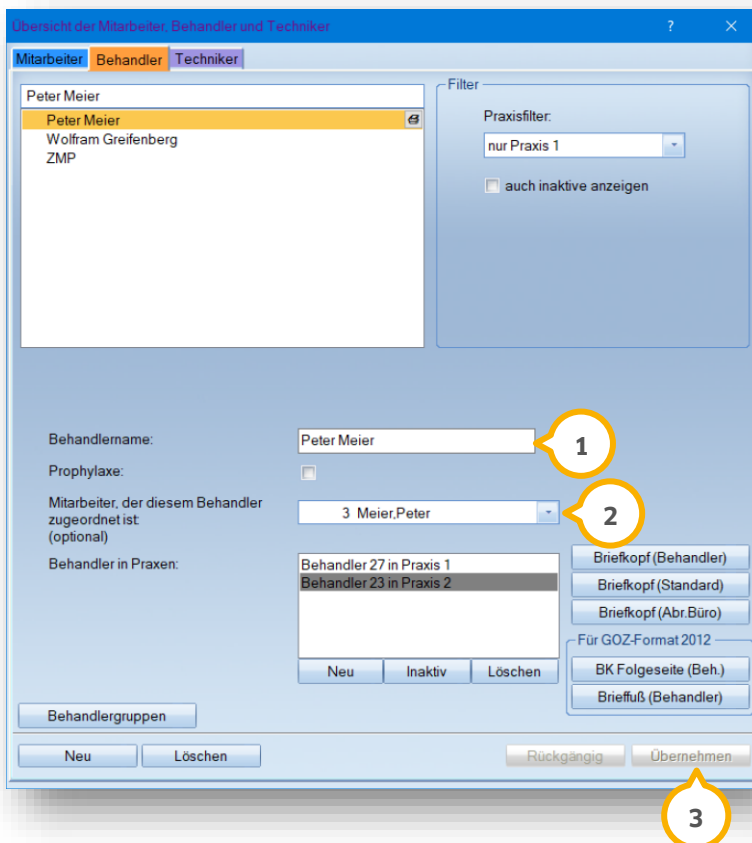 Übersicht der Mitarbeiter, Behandler und Techniker ?
Mitarbeiter Behandler Techniker
Peter Meier
Peter Meier
Wolfram Greifenberg
ZMP
Filter
Praxisfilter:
nur Praxis 1
auch inaktive anzeigen
Behandlername:
Peter Meier
1
Prophylaxe:
Mitarbeiter, der diesem Behandler
zugeordnet ist:
(optional)
3 Meier,Peter
2
Behandler in Praxen:
Behandler 27 in Praxis 1
Behandler 23 in Praxis 2
Neu Inaktiv Löschen
Briefkopf (Behandler)
Briefkopf (Standard)
Briefkopf (Abr.Büro)
Für GOZ-Format 2012
BK Folgeseite (Beh.)
Brieffuß (Behandler)
Behandlergruppen
Neu Löschen Rückgängig Übernehmen
3